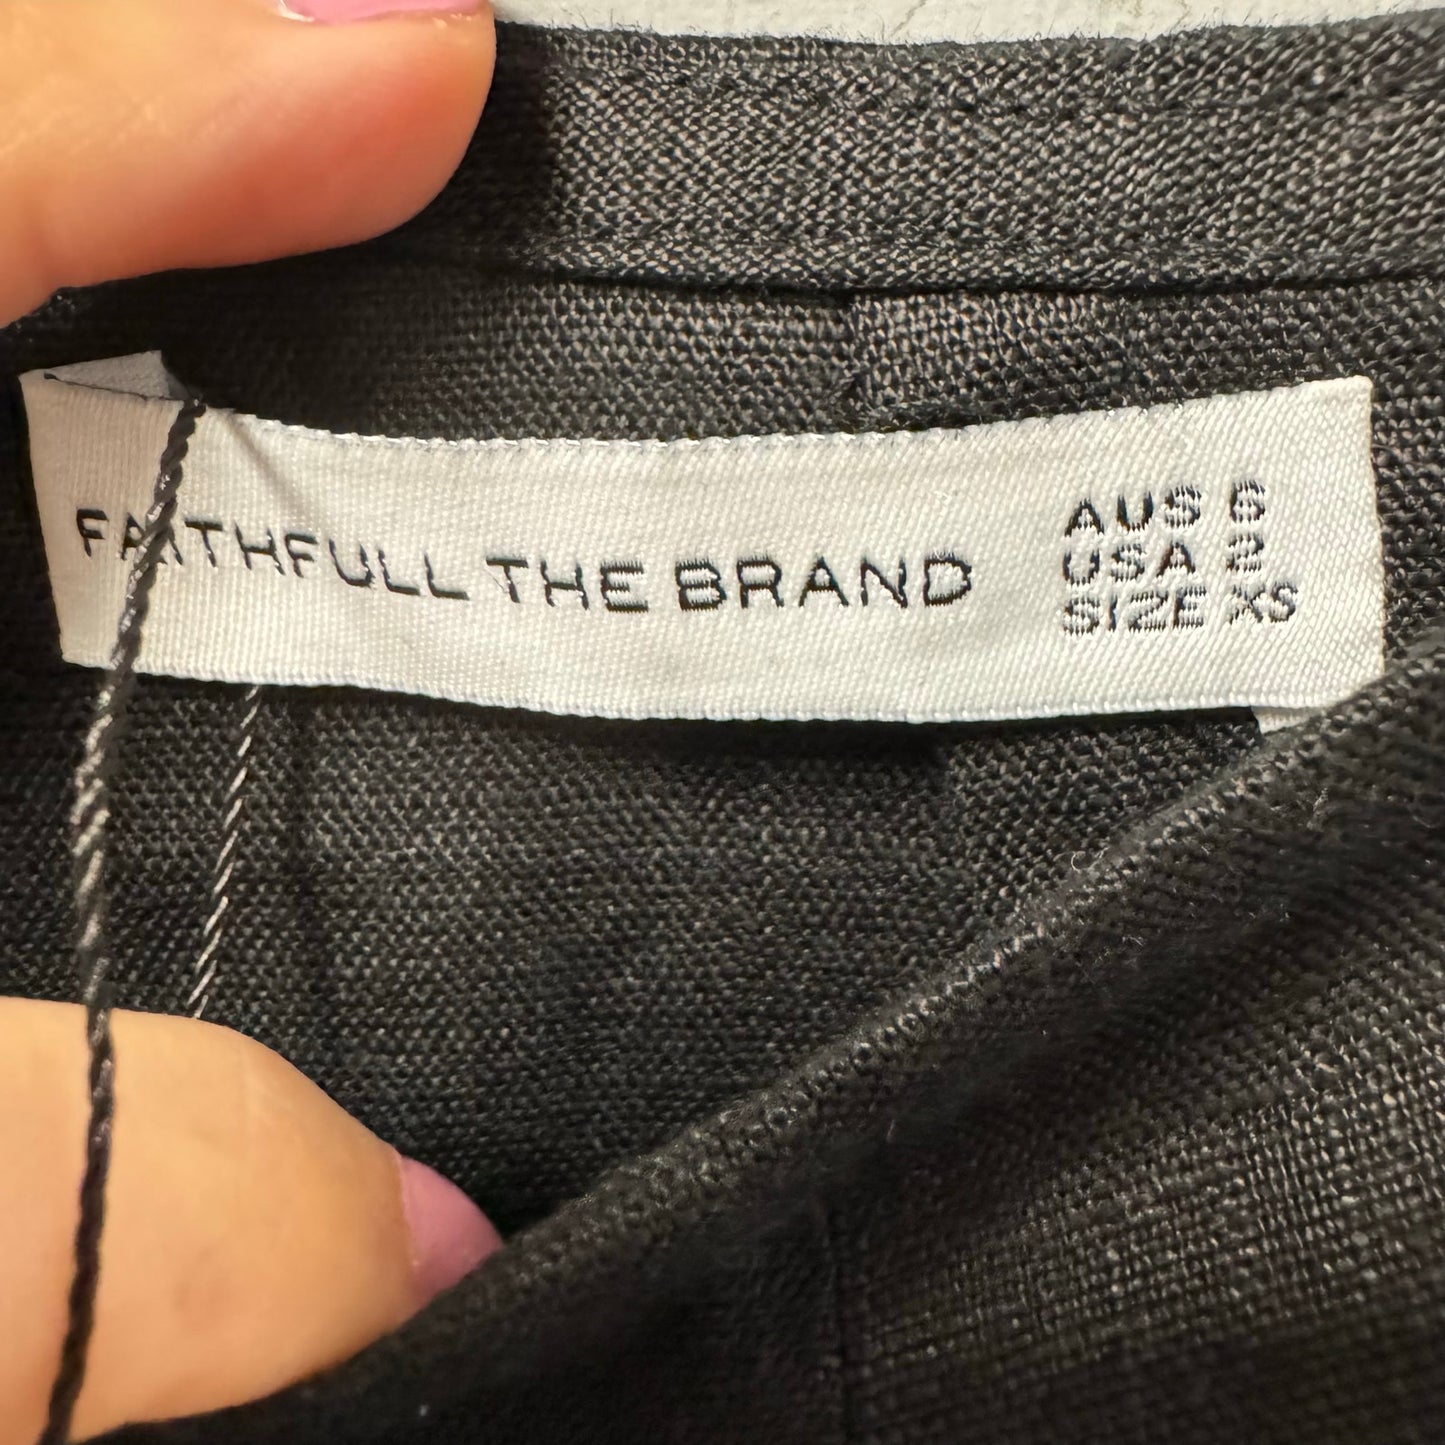 FAITHFULL THE BRAND
AUS 6
USA 2
SIZE XS